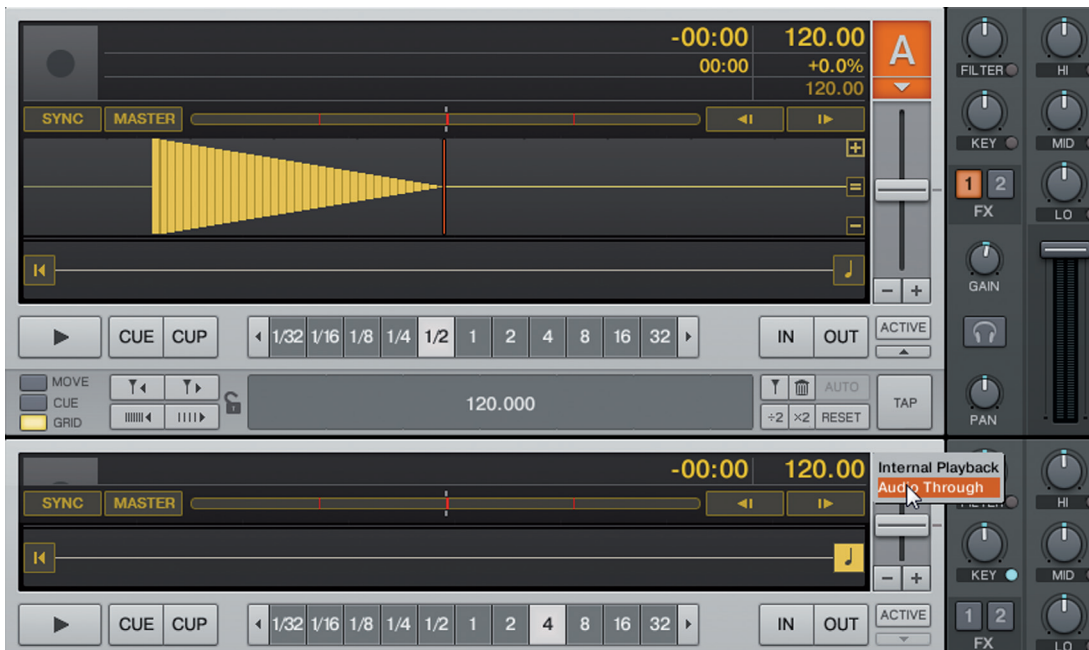 -00:00 120.00 A
00:00 +0.0%
120.00
FILTER HI
SYNC MASTER
KEY MID
1 2
FX
LO
GAIN
CUE CUP 1/32 1/16 1/8 1/4 1/2 1 2 4 8 16 32 IN OUT ACTIVE
MOVE
CUE
GRID
120.000
AUTO
÷2 ×2 RESET
TAP
PAN
-00:00 120.00
Internal Playback
Audio Through
SYNC MASTER
HI
KEY MID
CUE CUP 1/32 1/16 1/8 1/4 1/2 1 2 4 8 16 32 IN OUT ACTIVE
1 2
FX
LO